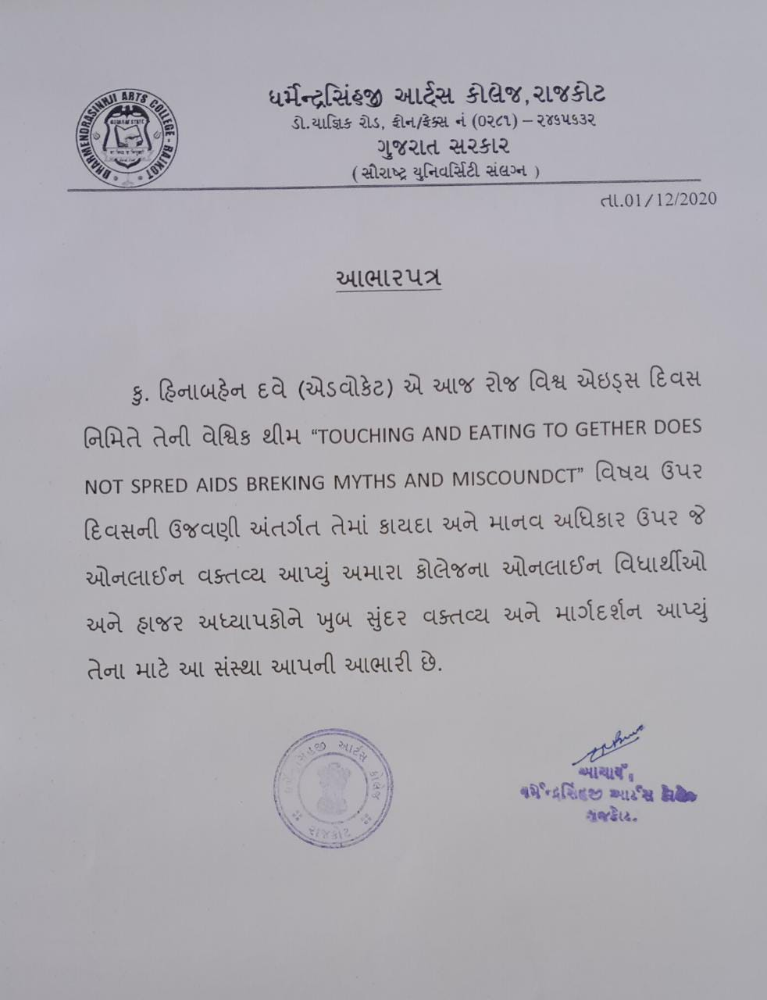 ધર્મેન્દ્રસિંહજી આર્ટ્સ કોલેજ,રાજકોટ
ડો.યાજ્ઞિક રોડ, ફોન/ફેક્સ નં (૦૨૮૧) – ૨૪૬૫૬૩૨
ગુજરાત સરકાર
( સૌરાષ્ટ્ર યુનિવર્સિટી સંલગ્ન )
DHARMENDRASINHJI ARTS COLLEGE - RAJKOT
GUJARAT STATE
તા.01/12/2020
આભારપત્ર
કુ. હિનાબહેન દવે (એડવોકેટ) એ આજ રોજ વિશ્વ એઇડ્સ દિવસ
નિમિતે તેની વેશ્વિક થીમ “TOUCHING AND EATING TO GETHER DOES
NOT SPRED AIDS BREKING MYTHS AND MISCOUNDCT” વિષય ઉપર
દિવસની ઉજવણી અંતર્ગત તેમાં કાયદા અને માનવ અધિકાર ઉપર જે
ઓનલાઈન વક્તવ્ય આપ્યું અમારા કોલેજના ઓનલાઈન વિધાર્થીઓ
અને હાજર અધ્યાપકોને ખુબ સુંદર વક્તવ્ય અને માર્ગદર્શન આપ્યું
તેના માટે આ સંસ્થા આપની આભારી છે.
ધર્મેન્દ્રસિંહજી આર્ટસ કોલેજ
રાજકોટ
આચાર્ય,
ધર્મેન્દ્રસિંહજી આર્ટસ કોલેજ
રાજકોટ.